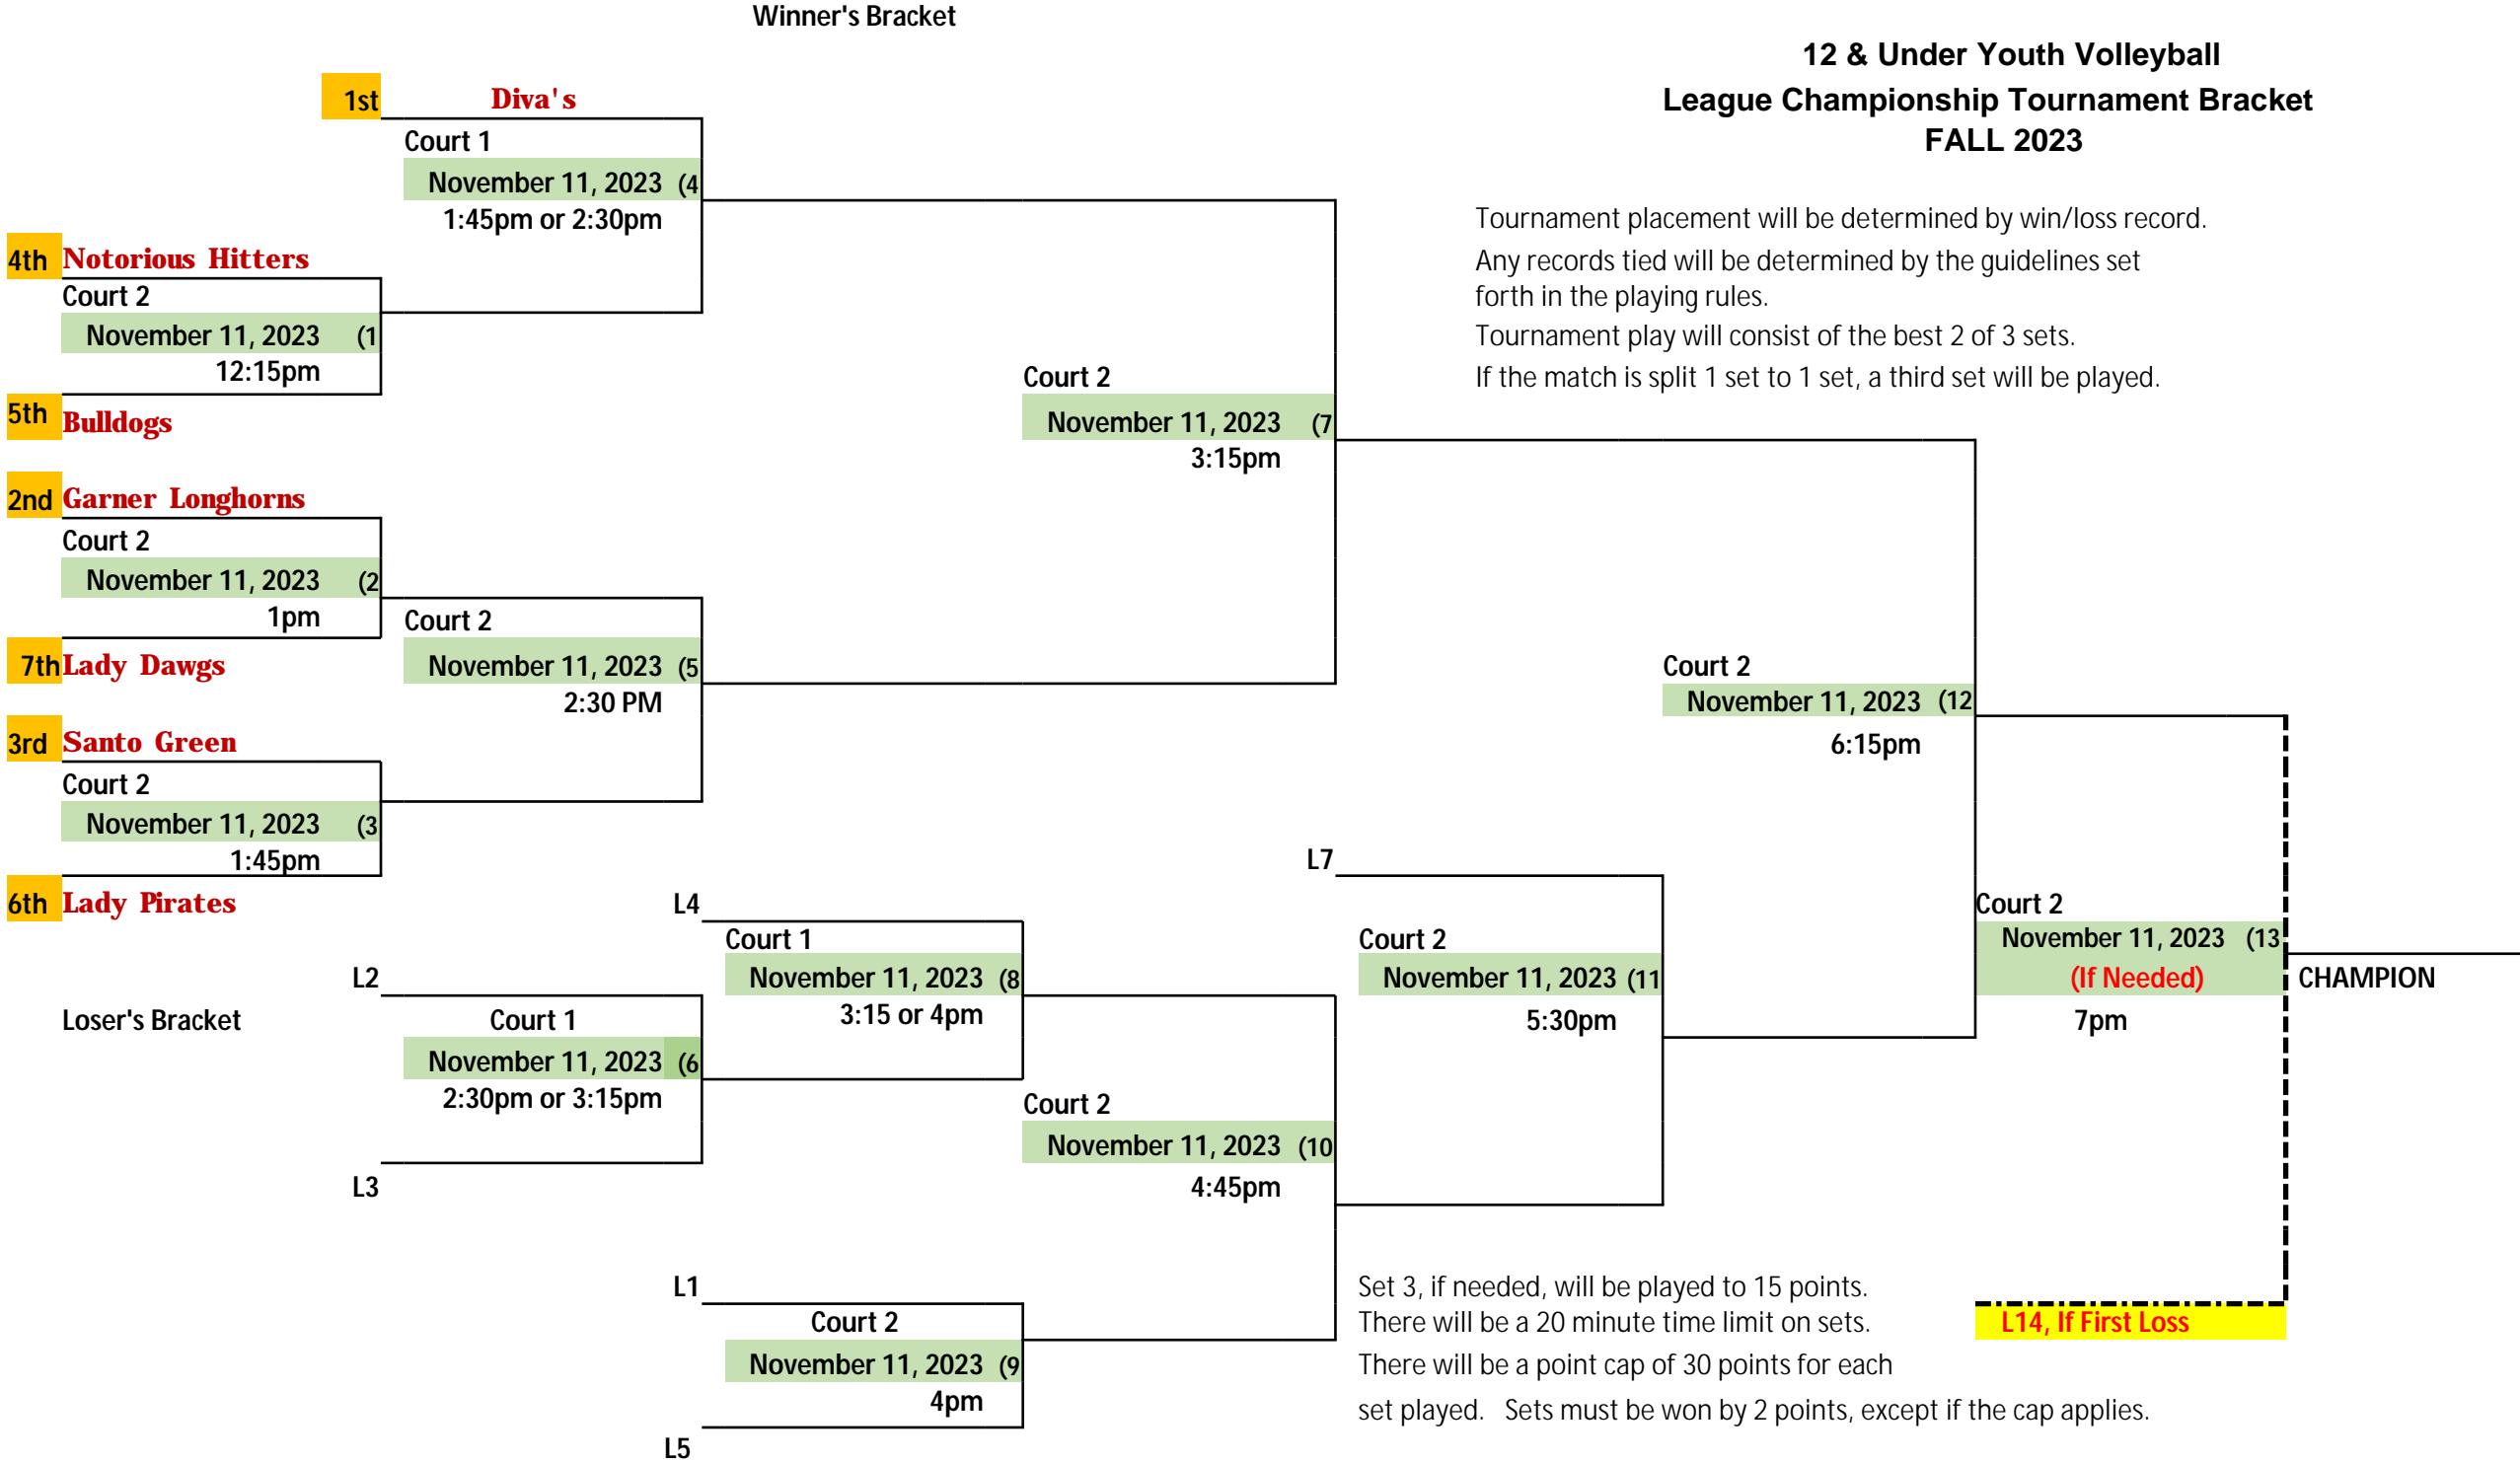 Winner's Bracket
12 & Under Youth Volleyball
League Championship Tournament Bracket
FALL 2023
1st
Diva's
Court 1
November 11, 2023 (4
1:45pm or 2:30pm
Tournament placement will be determined by win/loss record.
Any records tied will be determined by the guidelines set
forth in the playing rules.
Tournament play will consist of the best 2 of 3 sets.
If the match is split 1 set to 1 set, a third set will be played.
4th Notorious Hitters
Court 2
November 11, 2023 (1
12:15pm
5th Bulldogs
Court 2
November 11, 2023 (7
3:15pm
2nd Garner Longhorns
Court 2
November 11, 2023 (2
1pm
7th Lady Dawgs
Court 2
November 11, 2023 (5
2:30 PM
Court 2
November 11, 2023 (12
6:15pm
3rd Santo Green
Court 2
November 11, 2023 (3
1:45pm
6th Lady Pirates
L7
L4
Court 1
November 11, 2023 (8
3:15 or 4pm
Court 2
November 11, 2023 (11
5:30pm
Court 2
November 11, 2023 (13
(If Needed)
7pm
CHAMPION
L2
Loser's Bracket
Court 1
November 11, 2023 (6
2:30pm or 3:15pm
L3
Court 2
November 11, 2023 (10
4:45pm
L1
Court 2
November 11, 2023 (9
4pm
L5
Set 3, if needed, will be played to 15 points.
There will be a 20 minute time limit on sets.
There will be a point cap of 30 points for each
set played. Sets must be won by 2 points, except if the cap applies.
L14, If First Loss